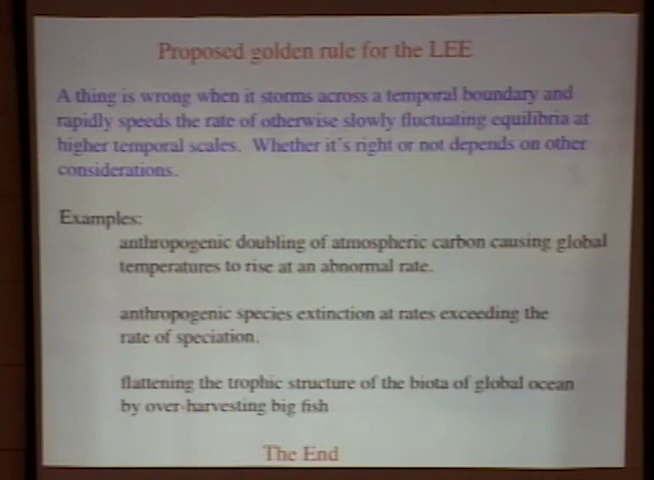 Proposed golden rule for the LEE
A thing is wrong when it storms across a temporal boundary and
rapidly speeds the rate of otherwise slowly fluctuating equilibria at
higher temporal scales. Whether it's right or not depends on other
considerations.
Examples:
anthropogenic doubling of atmospheric carbon causing global
temperatures to rise at an abnormal rate.
anthropogenic species extinction at rates exceeding the
rate of speciation.
flattening the trophic structure of the biota of global ocean
by over-harvesting big fish
The End